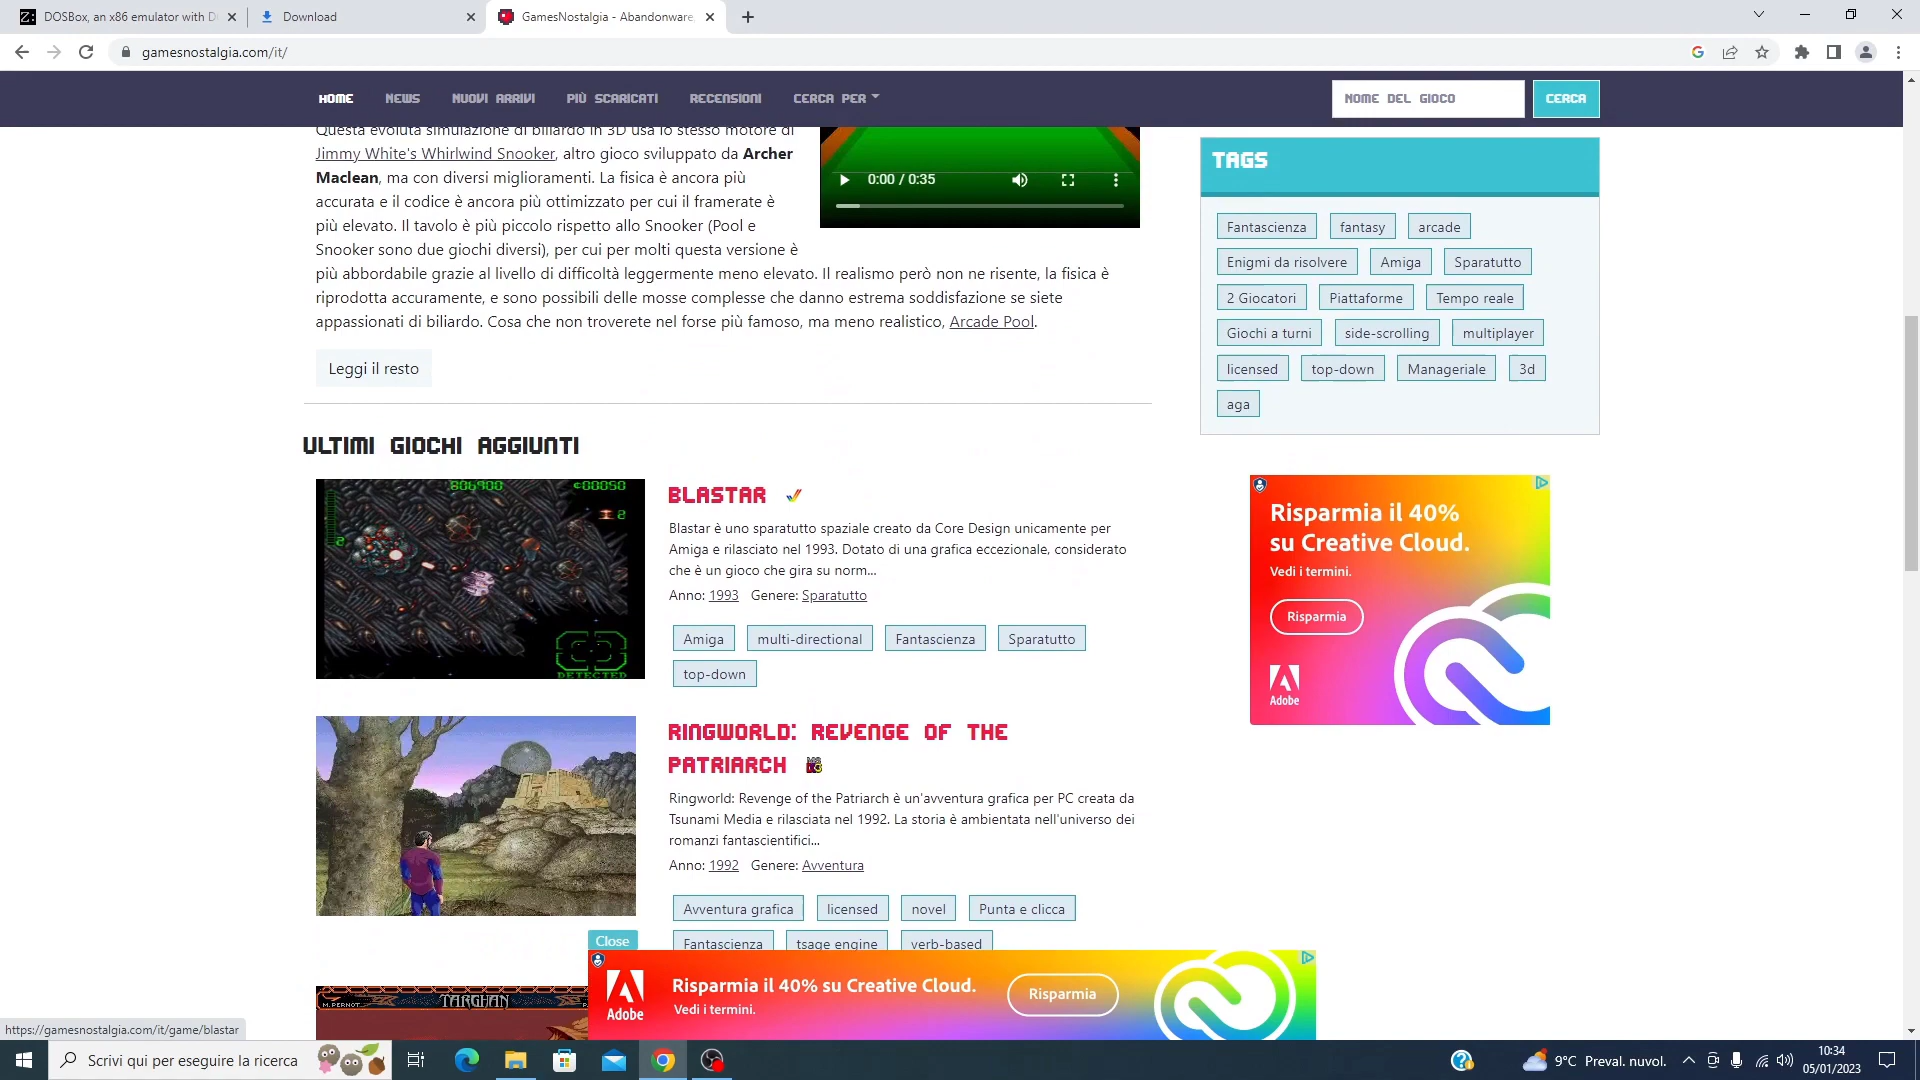 DOSBox, an x86 emulator with D
Download
GamesNostalgia - Abandonware,
gamesnostalgia.com/it/
HOME
NEWS
NUOVI ARRIVI
PIÙ SCARICATI
RECENSIONI
CERCA PER
NOME DEL GIOCO
CERCA
Questa evoluta simulazione di biliardo in 3D usa lo stesso motore di
Jimmy White's Whirlwind Snooker, altro gioco sviluppato da Archer
Maclean, ma con diversi miglioramenti. La fisica è ancora più
accurata e il codice è ancora più ottimizzato per cui il framerate è
più elevato. Il tavolo è più piccolo rispetto allo Snooker (Pool e
Snooker sono due giochi diversi), per cui per molti questa versione è
più abbordabile grazie al livello di difficoltà leggermente meno elevato. Il realismo però non ne risente, la fisica è
riprodotta accuramente, e sono possibili delle mosse complesse che danno estrema soddisfazione se siete
appassionati di biliardo. Cosa che non troverete nel forse più famoso, ma meno realistico, Arcade Pool.
0:00 / 0:35
Leggi il resto
TAGS
Fantascienza fantasy arcade
Enigmi da risolvere Amiga Sparatutto
2 Giocatori Piattaforme Tempo reale
Giochi a turni side-scrolling multiplayer
licensed top-down Manageriale 3d
aga
ULTIMI GIOCHI AGGIUNTI
806900
¢00050
2
2
DETECTED
BLASTAR
Blastar è uno sparatutto spaziale creato da Core Design unicamente per
Amiga e rilasciato nel 1993. Dotato di una grafica eccezionale, considerato
che è un gioco che gira su norm...
Anno: 1993 Genere: Sparatutto
Amiga multi-directional Fantascienza Sparatutto
top-down
Risparmia il 40%
su Creative Cloud.
Vedi i termini.
Risparmia
Adobe
RINGWORLD: REVENGE OF THE
PATRIARCH
Ringworld: Revenge of the Patriarch è un'avventura grafica per PC creata da
Tsunami Media e rilasciata nel 1992. La storia è ambientata nell'universo dei
romanzi fantascientifici...
Anno: 1992 Genere: Avventura
Avventura grafica licensed novel Punta e clicca
Fantascienza tsage engine verb-based
M. PERNOT.
TARGHAN
Close
Adobe
Risparmia il 40% su Creative Cloud.
Vedi i termini.
Risparmia
https://gamesnostalgia.com/it/game/blastar
Scrivi qui per eseguire la ricerca
9°C Preval. nuvol.
10:34
05/01/2023